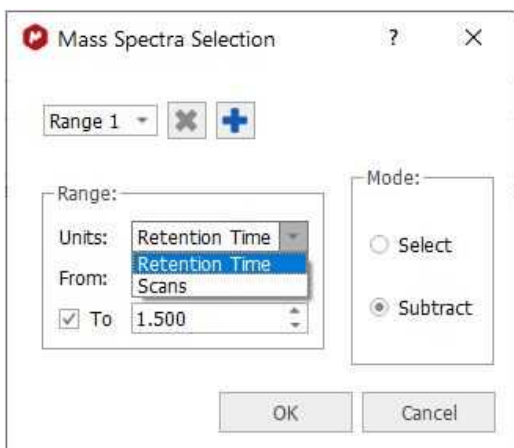 Mass Spectra Selection ?
Range 1
Range:
Units: Retention Time
Retention Time
Scans
From:
To 1.500
Mode:
Select
Subtract
OK Cancel